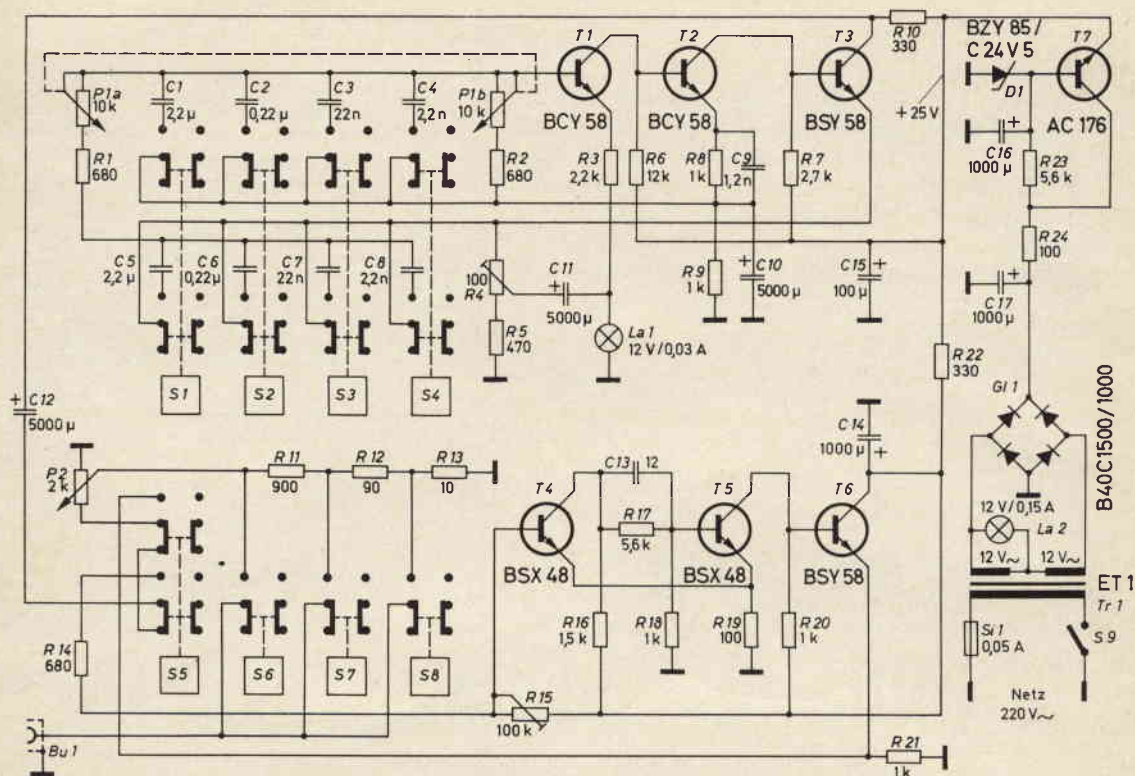 T1
T2
T3
R10
330
BZY 85/
C 24 V 5
T7
P1a
10 k
C1
2,2 µ
C2
0,22 µ
C3
22 n
C4
2,2 n
P1b
10 k
BCY 58
BCY 58
BSY 58
D1
+25 V
AC 176
C16
1000 µ
R1
680
R2
680
R3
2,2 k
R6
12 k
R8
1 k
C9
1,2 n
R7
2,7 k
R23
5,6 k
R24
100
C5
2,2 µ
C6
0,22 µ
C7
22 n
C8
2,2 n
100
R4
C11
5000 µ
R9
1 k
C10
5000 µ
C15
100 µ
C17
1000 µ
R5
470
La 1
12 V/0,03 A
R22
330
S1
S2
S3
S4
Gl 1
C12
5000 µ
C14
1000 µ
B40C1500/1000
P2
2 k
R11
900
R12
90
R13
10
C13
12
T4
T5
T6
R17
5,6 k
12 V/0,15 A
La 2
12 V~
12 V~
BSX 48
BSX 48
BSY 58
ET 1
Tr 1
R14
680
R16
1,5 k
R18
1 k
R19
100
R20
1 k
Si 1
0,05 A
S 9
S5
S6
S7
S8
R15
100 k
Netz
220 V~
Bu 1
R 21
1 k
+
+
+
+
+
+
+